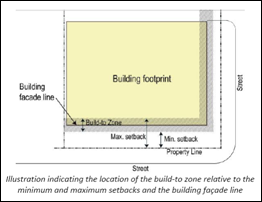 Building footprint
Building
façade line
Build-to Zone
Max. setback
Min. setback
Property Line
Street
Street
Illustration indicating the location of the build-to zone relative to the
minimum and maximum setbacks and the building façade line